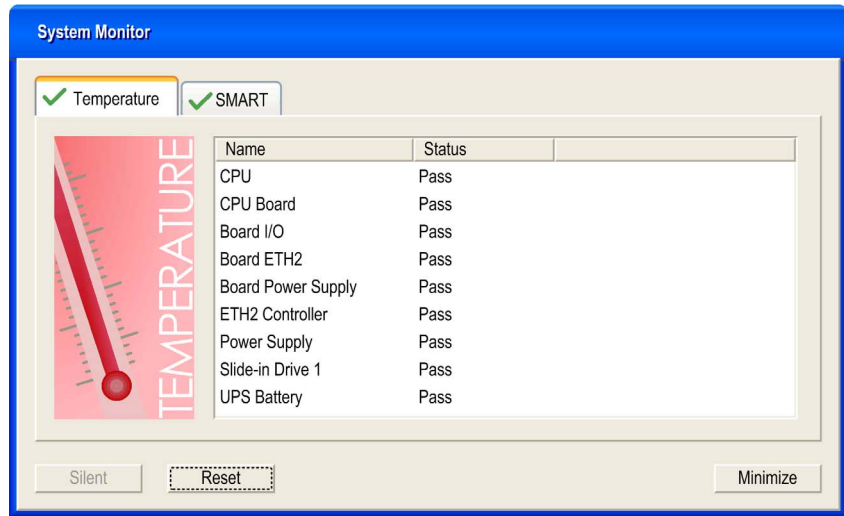 System Monitor
Temperature SMART
TEMPERATURE
Name Status
CPU Pass
CPU Board Pass
Board I/O Pass
Board ETH2 Pass
Board Power Supply Pass
ETH2 Controller Pass
Power Supply Pass
Slide-in Drive 1 Pass
UPS Battery Pass
Silent Reset Minimize